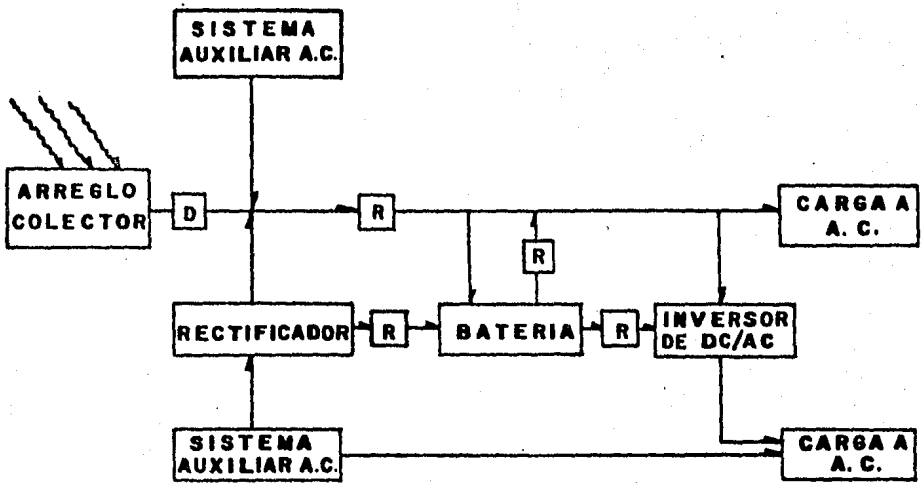 SISTEMA
AUXILIAR A.C.
ARREGLO
COLECTOR
D
R
CARGA A
A. C.
R
RECTIFICADOR
R
BATERIA
R
INVERSOR
DE DC/AC
SISTEMA
AUXILIAR A.C.
CARGA A
A. C.